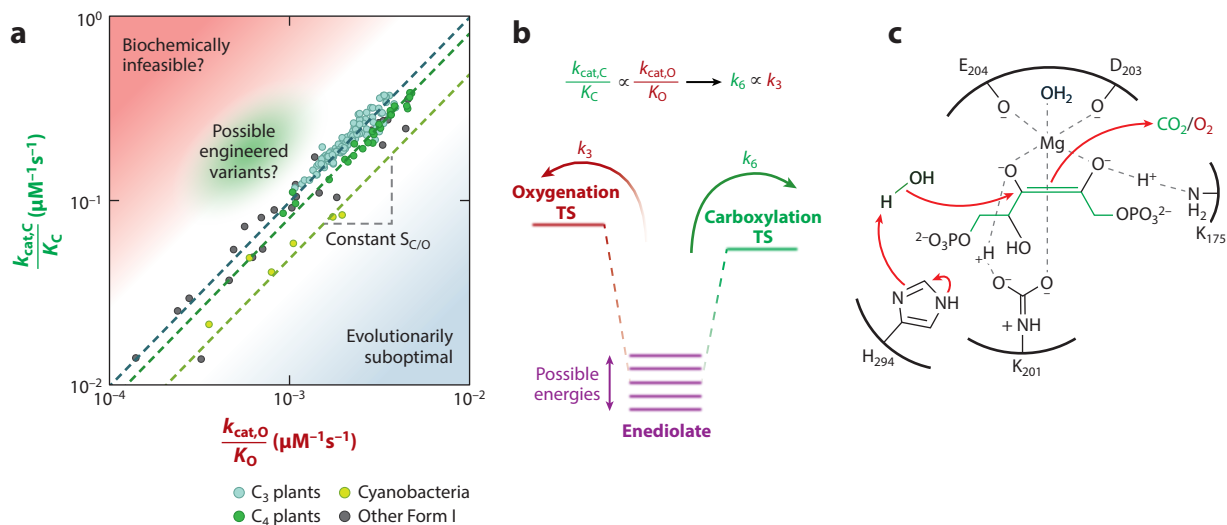 a
10⁰
10⁻¹
10⁻²
k_cat,C
K_C
(μM⁻¹s⁻¹)
Biochemically
infeasible?
Possible
engineered
variants?
Constant S_C/O
Evolutionarily
suboptimal
10⁻⁴
10⁻³
10⁻²
k_cat,O
K_O
(μM⁻¹s⁻¹)
C₃ plants
Cyanobacteria
C₄ plants
Other Form I
b
k_cat,C / K_C ∝ k_cat,O / K_O → k₆ ∝ k₃
k₃
k₆
Oxygenation
TS
Carboxylation
TS
Possible
energies
Enediolate
c
E₂₀₄
D₂₀₃
OH₂
O⁻
O⁻
CO₂/O₂
Mg
⁻O
O⁻
H⁺
H
OH
NH₂
K₁₇₅
²⁻O₃PO
HO
OPO₃²⁻
H
+
O⁻
O⁻
N
NH
+ NH
H₂₉₄
K₂₀₁